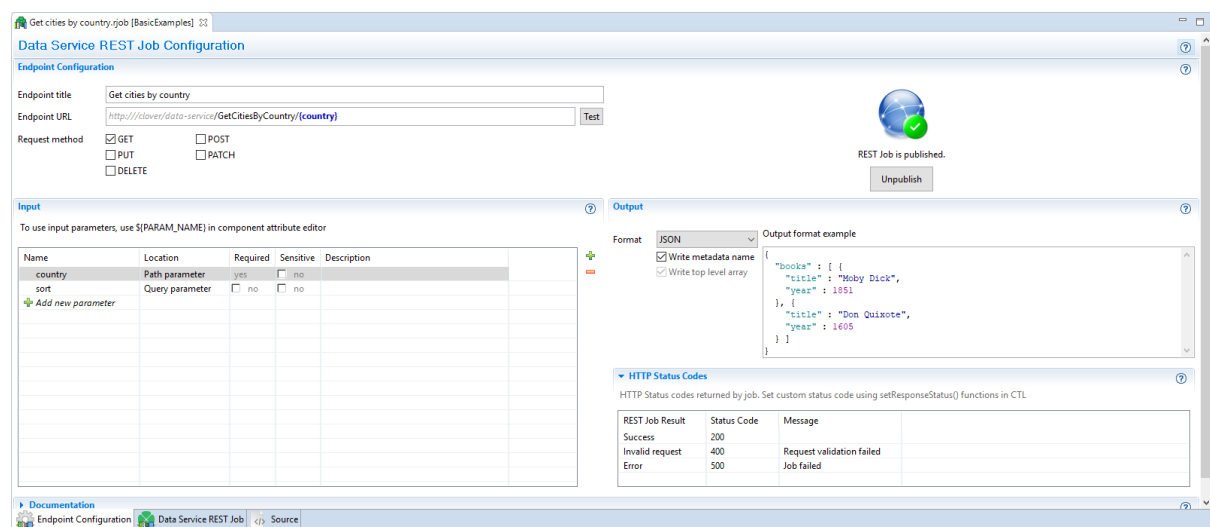 Get cities by country.rjob [BasicExamples]
Data Service REST Job Configuration
Endpoint Configuration
Endpoint title Get cities by country
Endpoint URL http:///clover/data-service/GetCitiesByCountry/{country} Test
Request method GET POST
PUT PATCH
DELETE
REST Job is published.
Unpublish
Input
To use input parameters, use ${PARAM_NAME} in component attribute editor
Name Location Required Sensitive Description
country Path parameter yes no
sort Query parameter no no
Add new parameter
Output
Format JSON
Write metadata name
Write top level array
Output format example
{
"books" : [ {
"title" : "Moby Dick",
"year" : 1851
}, {
"title" : "Don Quixote",
"year" : 1605
} ]
}
HTTP Status Codes
HTTP Status codes returned by job. Set custom status code using setResponseStatus() functions in CTL
REST Job Result Status Code Message
Success 200
Invalid request 400 Request validation failed
Error 500 Job failed
Documentation
Endpoint Configuration Data Service REST Job </> Source